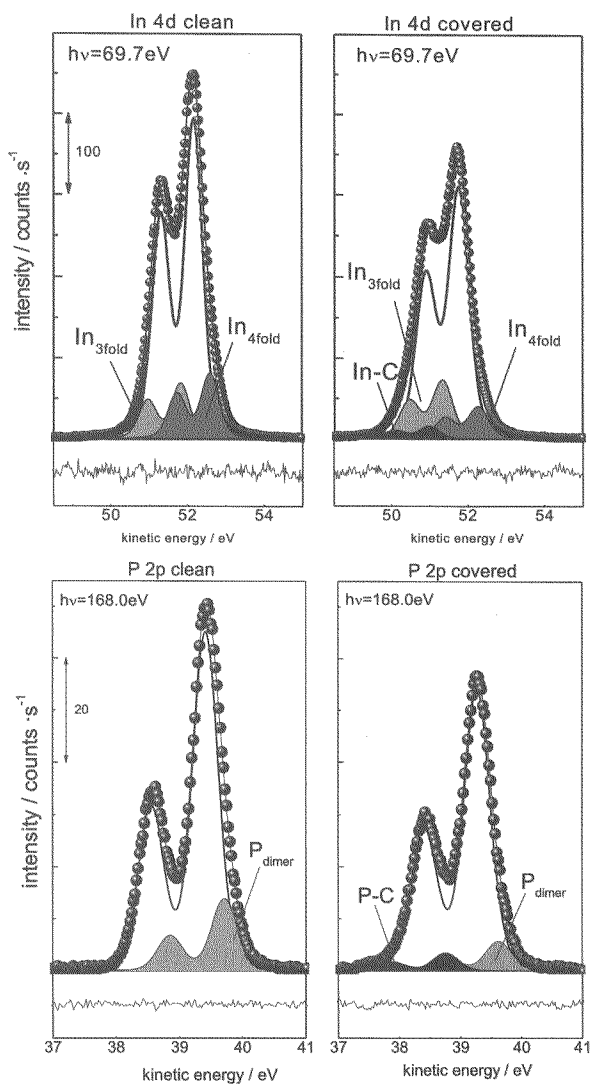 In 4d clean
In 4d covered
hν=69.7eV
hν=69.7eV
100
intensity / counts ·s⁻¹
In3fold
In4fold
In3fold
In-C
In4fold
50 52 54
50 52 54
kinetic energy / eV
kinetic energy / eV
P 2p clean
P 2p covered
hν=168.0eV
hν=168.0eV
20
intensity / counts ·s⁻¹
Pdimer
P-C
Pdimer
37 38 39 40 41
37 38 39 40 41
kinetic energy / eV
kinetic energy / eV